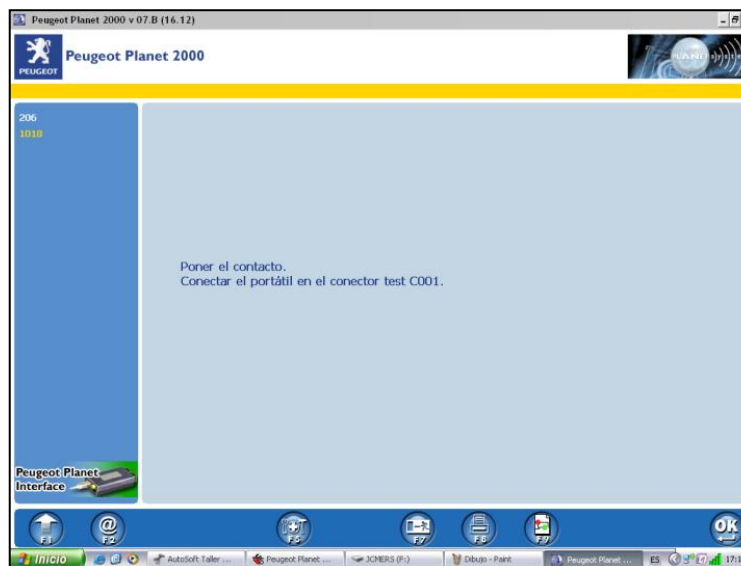 Peugeot Planet 2000 v 07.B (16.12)
PEUGEOT
Peugeot Planet 2000
206
1018
Poner el contacto.
Conectar el portátil en el conector test C001.
Peugeot Planet
Interface
F1
@
F2
F5
F7
F8
F9
OK
Inicio
AutoSoft Taller ...
Peugeot Planet ...
JCMERS (F:)
Dibujo - Paint
Peugeot Planet ...
ES